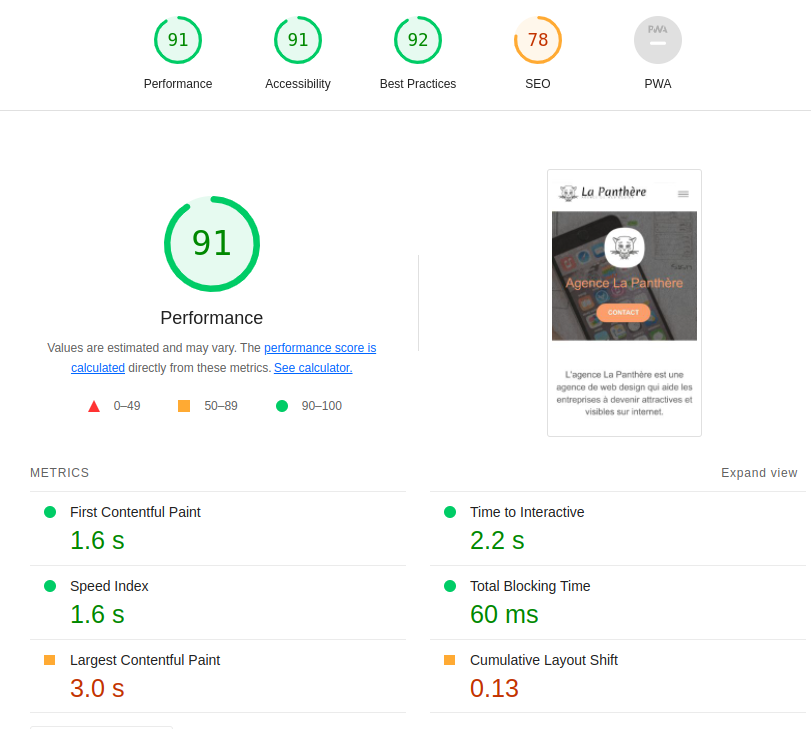 91
91
92
78
PWA
Performance
Accessibility
Best Practices
SEO
PWA
La Panthère
91
Agence La Panthère
CONTACT
Performance
Values are estimated and may vary. The performance score is
calculated directly from these metrics. See calculator.
L'agence La Panthère est une
agence de web design qui aide les
entreprises à devenir attractives et
visibles sur internet.
0–49
50–89
90–100
METRICS
Expand view
First Contentful Paint
1.6 s
Time to Interactive
2.2 s
Speed Index
1.6 s
Total Blocking Time
60 ms
Largest Contentful Paint
3.0 s
Cumulative Layout Shift
0.13